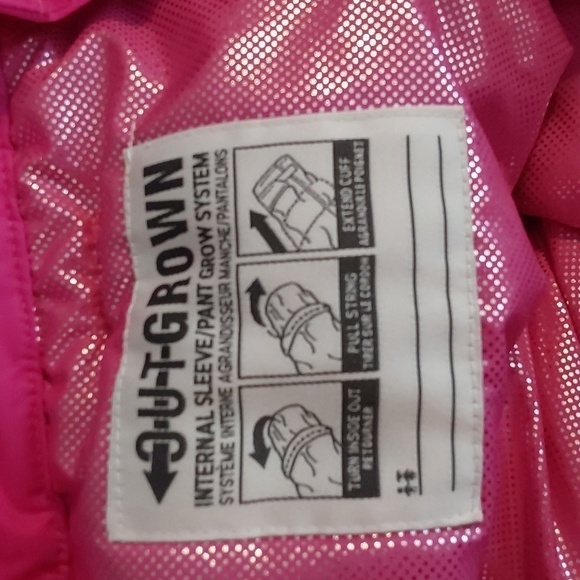 O-U-T-GROWN
INTERNAL SLEEVE/PANT GROW SYSTEM
SYSTÈME INTERNE AGRANDISSEUR MANCHE/PANTALONS
TURN INSIDE OUT
RETOURNER
PULL STRING
TIRER SUR LE CORDON
EXTEND CUFF
AGRANDIR LE POIGNET